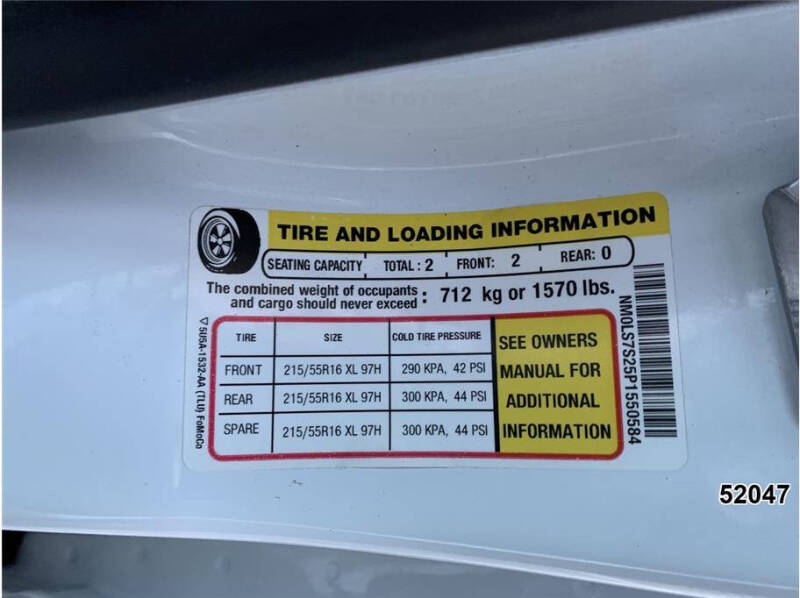 TIRE AND LOADING INFORMATION
SEATING CAPACITY TOTAL : 2 FRONT: 2 REAR: 0
The combined weight of occupants
and cargo should never exceed : 712 kg or 1570 lbs.
TIRE SIZE COLD TIRE PRESSURE
FRONT 215/55R16 XL 97H 290 KPA, 42 PSI
REAR 215/55R16 XL 97H 300 KPA, 44 PSI
SPARE 215/55R16 XL 97H 300 KPA, 44 PSI
SEE OWNERS
MANUAL FOR
ADDITIONAL
INFORMATION
5U5A-1532-AA (TLU) FoMoCo
NM0LS7S25P1550584
52047